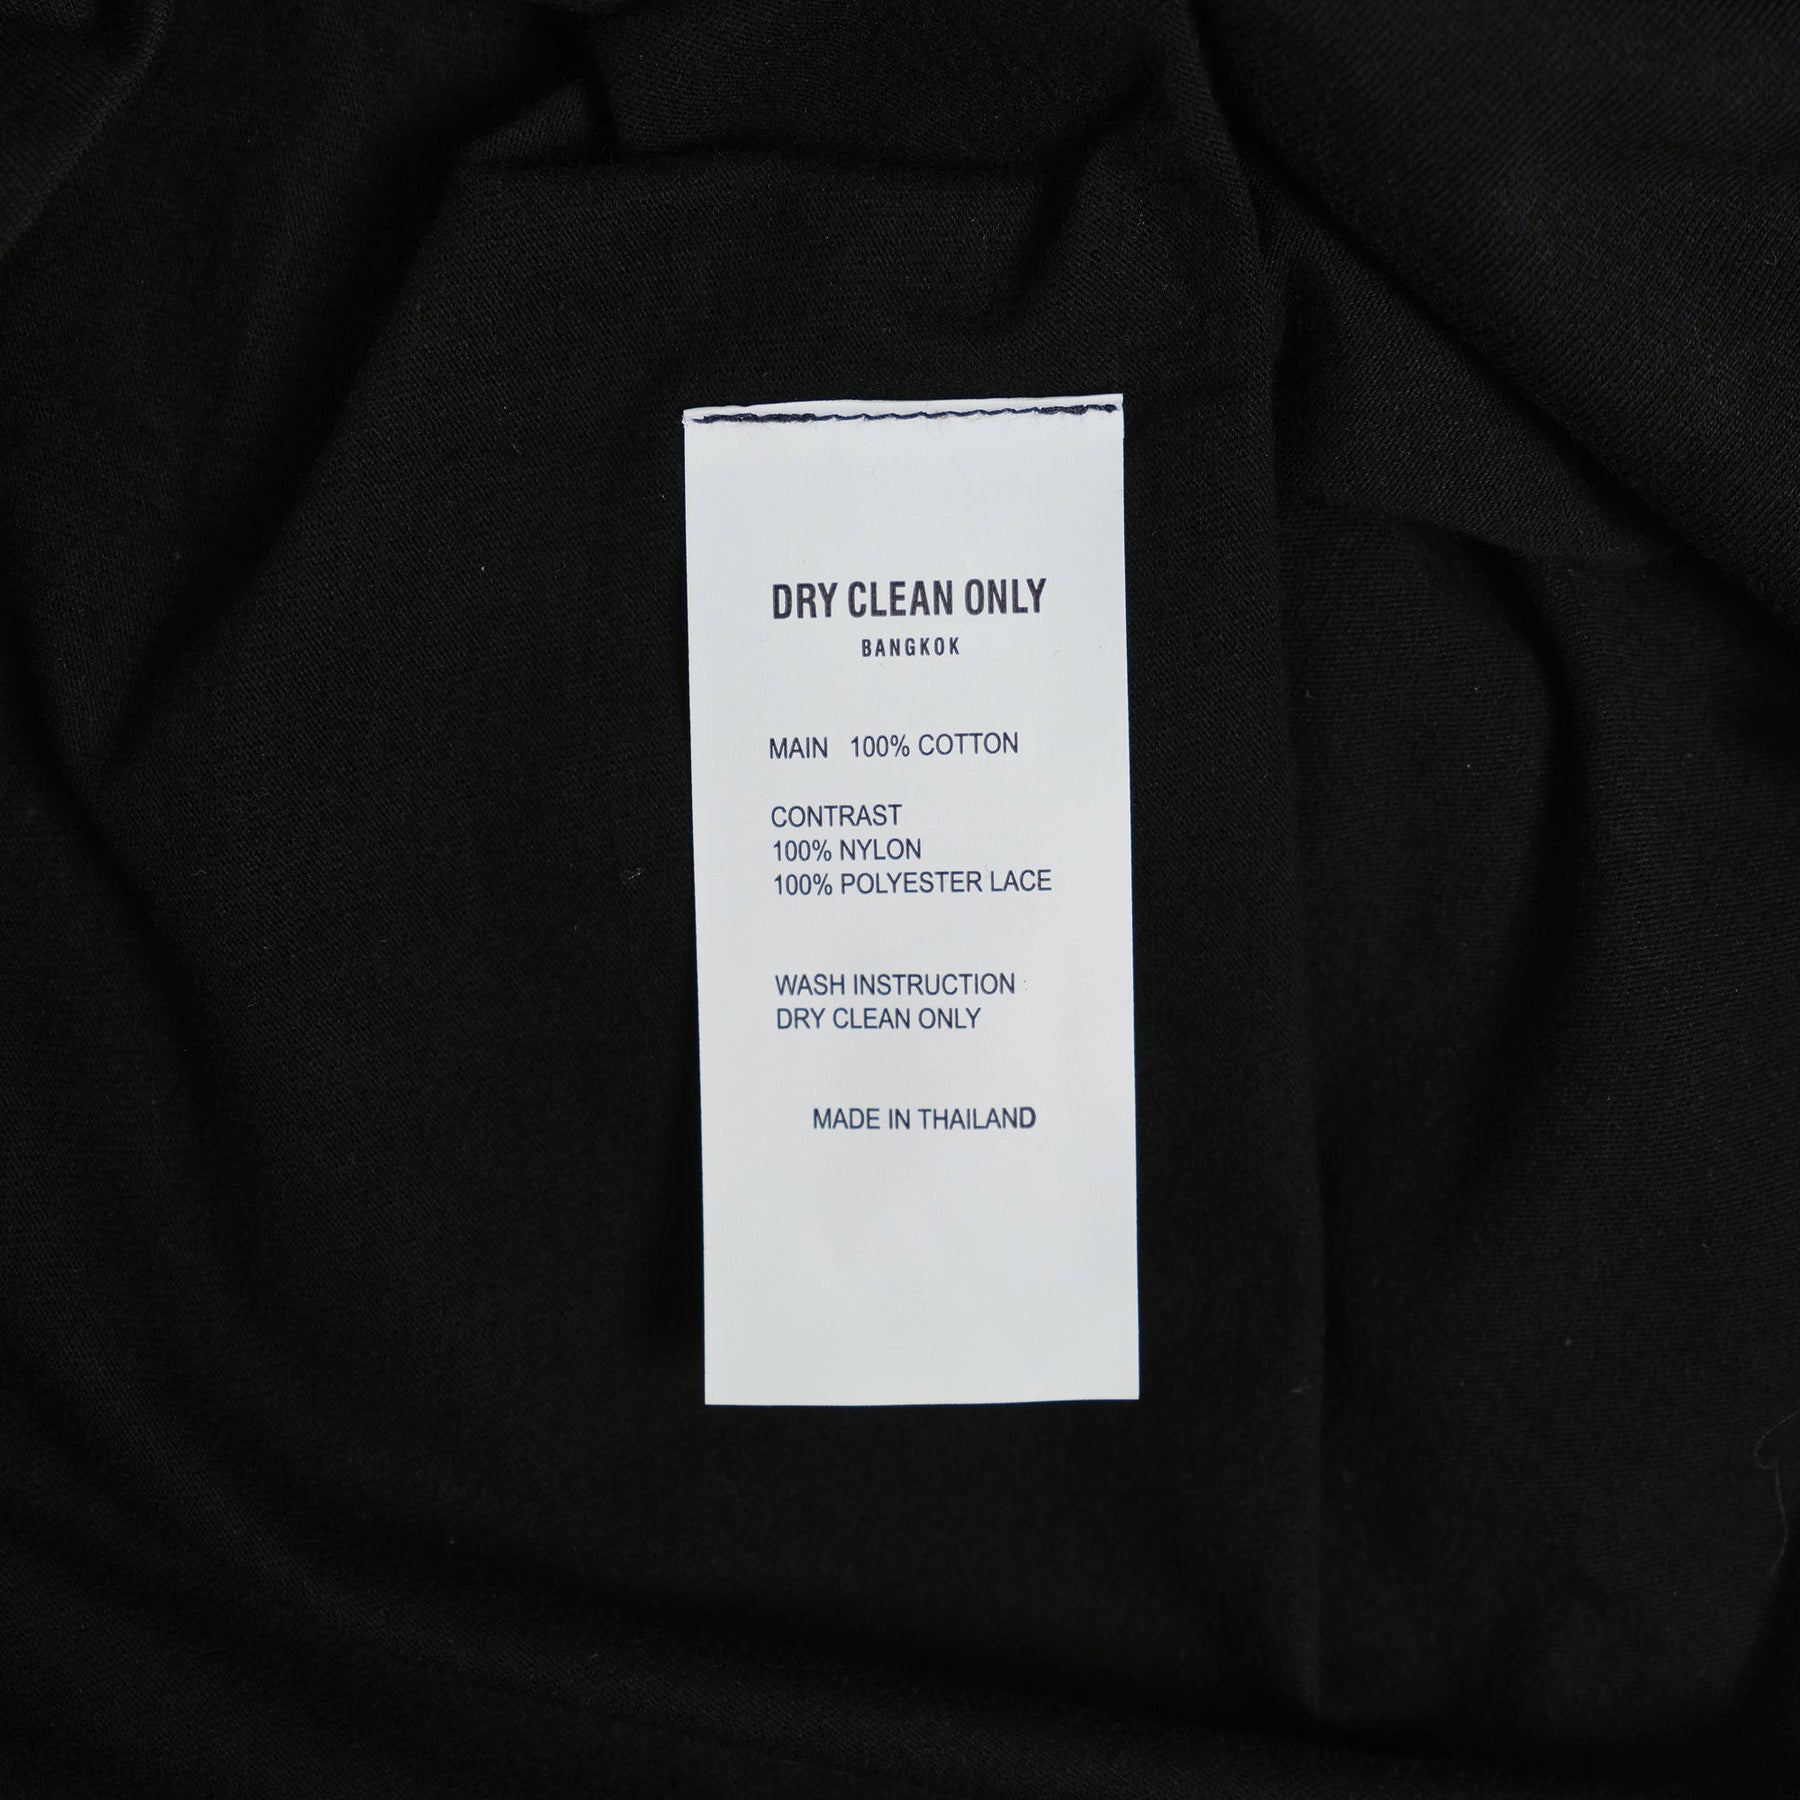 DRY CLEAN ONLY
BANGKOK
MAIN 100% COTTON
CONTRAST
100% NYLON
100% POLYESTER LACE
WASH INSTRUCTION :
DRY CLEAN ONLY
MADE IN THAILAND